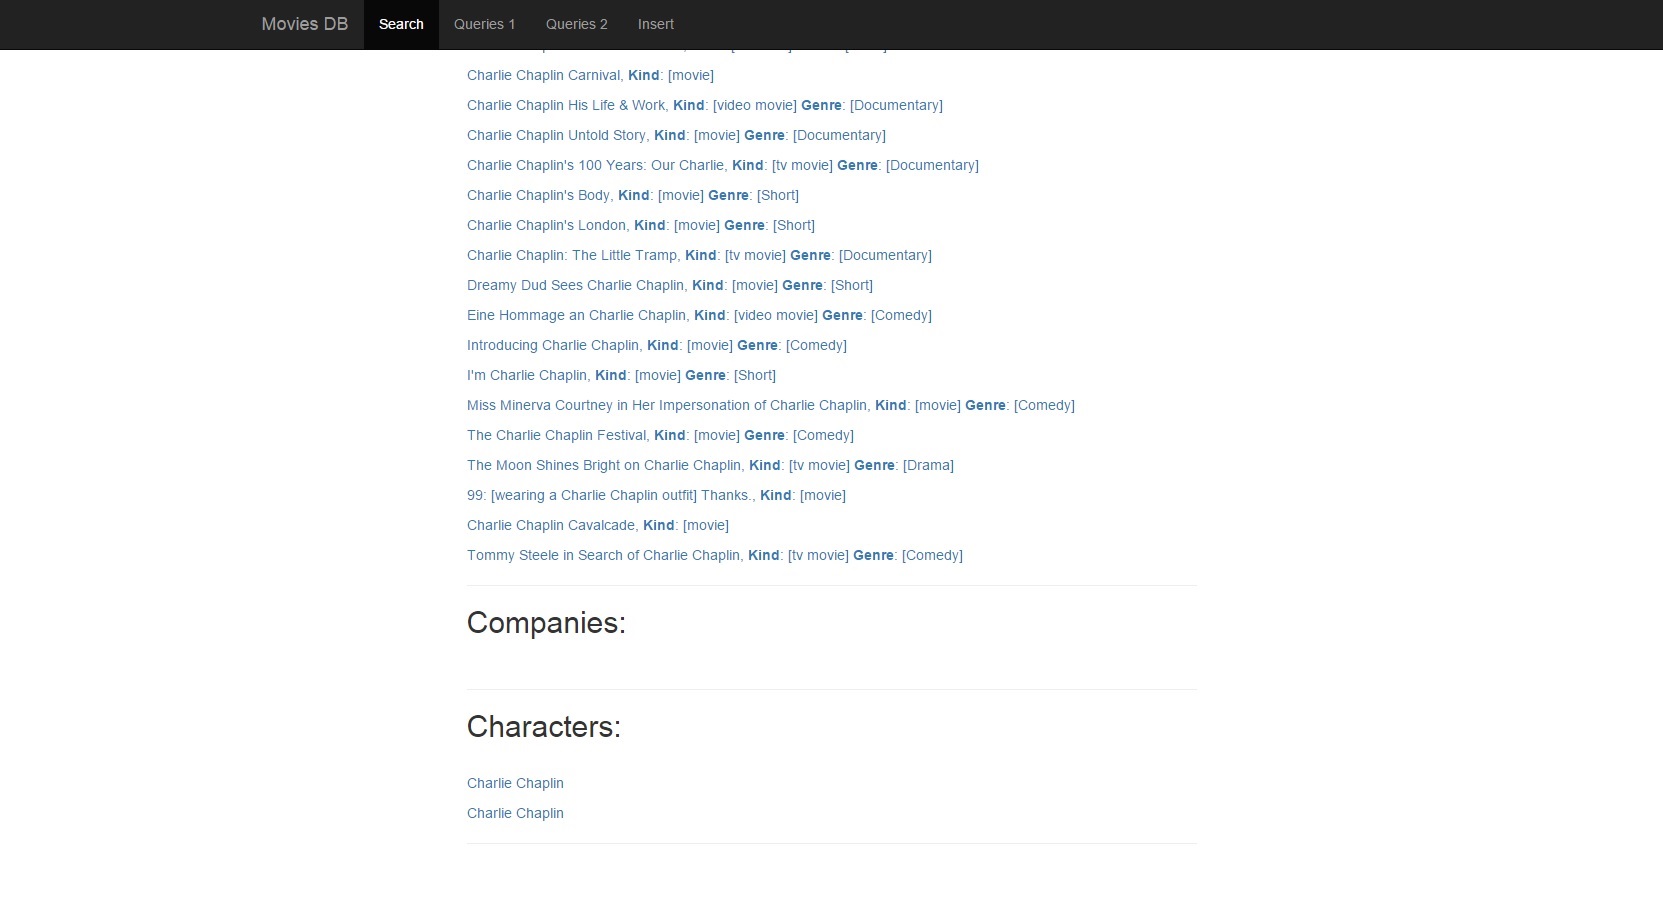 Movies DB Search Queries 1 Queries 2 Insert
Charlie Chaplin Carnival, Kind: [movie]
Charlie Chaplin His Life & Work, Kind: [video movie] Genre: [Documentary]
Charlie Chaplin Untold Story, Kind: [movie] Genre: [Documentary]
Charlie Chaplin's 100 Years: Our Charlie, Kind: [tv movie] Genre: [Documentary]
Charlie Chaplin's Body, Kind: [movie] Genre: [Short]
Charlie Chaplin's London, Kind: [movie] Genre: [Short]
Charlie Chaplin: The Little Tramp, Kind: [tv movie] Genre: [Documentary]
Dreamy Dud Sees Charlie Chaplin, Kind: [movie] Genre: [Short]
Eine Hommage an Charlie Chaplin, Kind: [video movie] Genre: [Comedy]
Introducing Charlie Chaplin, Kind: [movie] Genre: [Comedy]
I'm Charlie Chaplin, Kind: [movie] Genre: [Short]
Miss Minerva Courtney in Her Impersonation of Charlie Chaplin, Kind: [movie] Genre: [Comedy]
The Charlie Chaplin Festival, Kind: [movie] Genre: [Comedy]
The Moon Shines Bright on Charlie Chaplin, Kind: [tv movie] Genre: [Drama]
99: [wearing a Charlie Chaplin outfit] Thanks., Kind: [movie]
Charlie Chaplin Cavalcade, Kind: [movie]
Tommy Steele in Search of Charlie Chaplin, Kind: [tv movie] Genre: [Comedy]
Companies:
Characters:
Charlie Chaplin
Charlie Chaplin